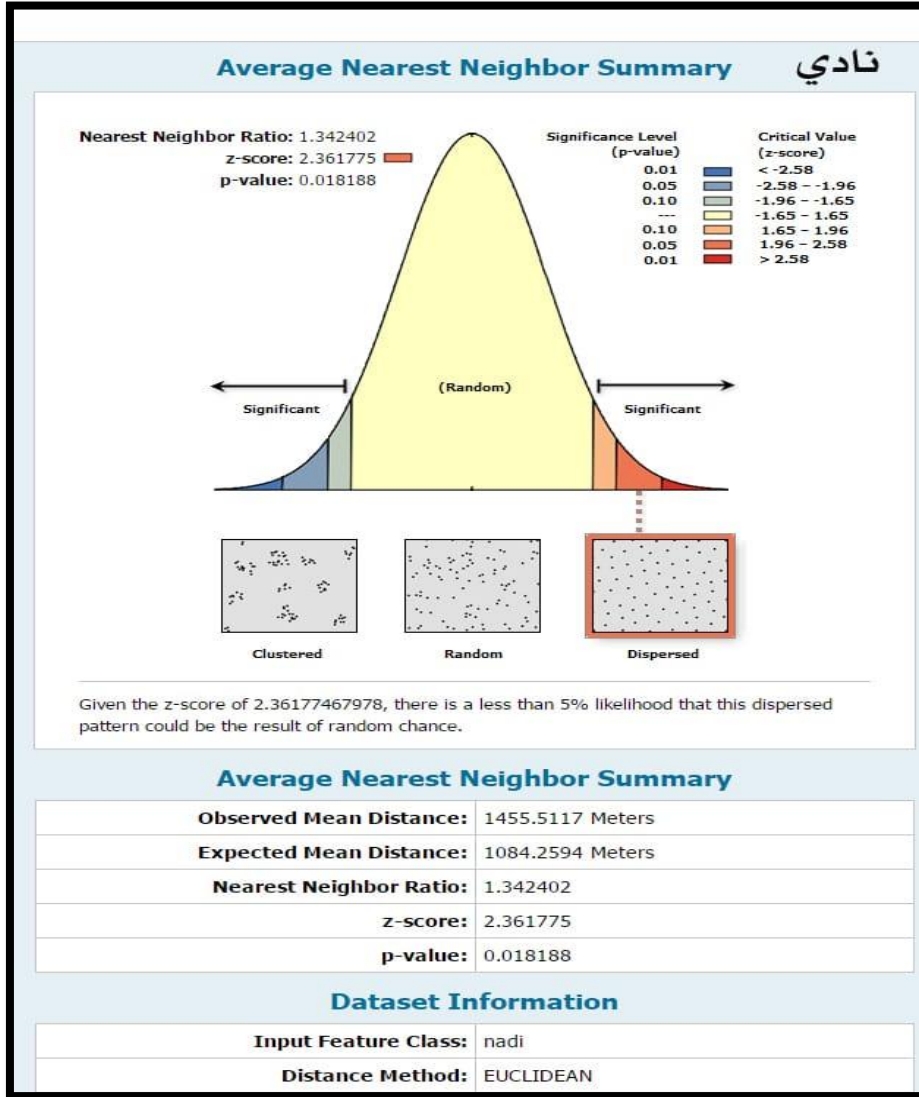 Average Nearest Neighbor Summary
نادي
Nearest Neighbor Ratio: 1.342402
z-score: 2.361775
p-value: 0.018188
Significance Level (p-value) Critical Value (z-score)
0.01 < -2.58
0.05 -2.58 - -1.96
0.10 -1.96 - -1.65
--- -1.65 - 1.65
0.10 1.65 - 1.96
0.05 1.96 - 2.58
0.01 > 2.58
(Random)
Significant Significant
Clustered Random Dispersed
Given the z-score of 2.36177467978, there is a less than 5% likelihood that this dispersed
pattern could be the result of random chance.
Average Nearest Neighbor Summary
Observed Mean Distance: 1455.5117 Meters
Expected Mean Distance: 1084.2594 Meters
Nearest Neighbor Ratio: 1.342402
z-score: 2.361775
p-value: 0.018188
Dataset Information
Input Feature Class: nadi
Distance Method: EUCLIDEAN